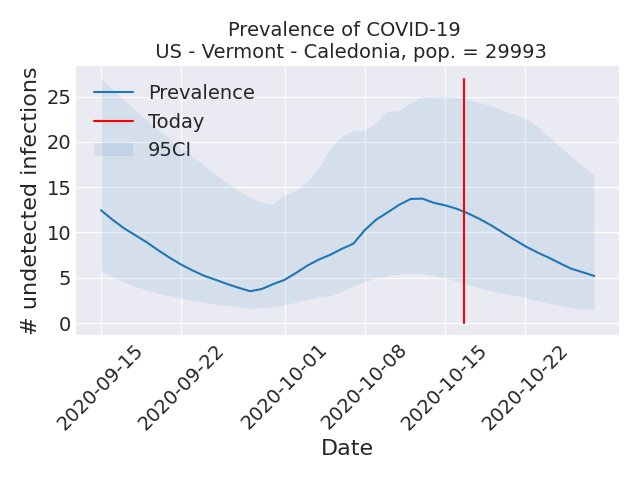 Prevalence of COVID-19
US - Vermont - Caledonia, pop. = 29993
# undetected infections
25
20
15
10
5
0
Prevalence
Today
95CI
2020-09-15
2020-09-22
2020-10-01
2020-10-08
2020-10-15
2020-10-22
Date